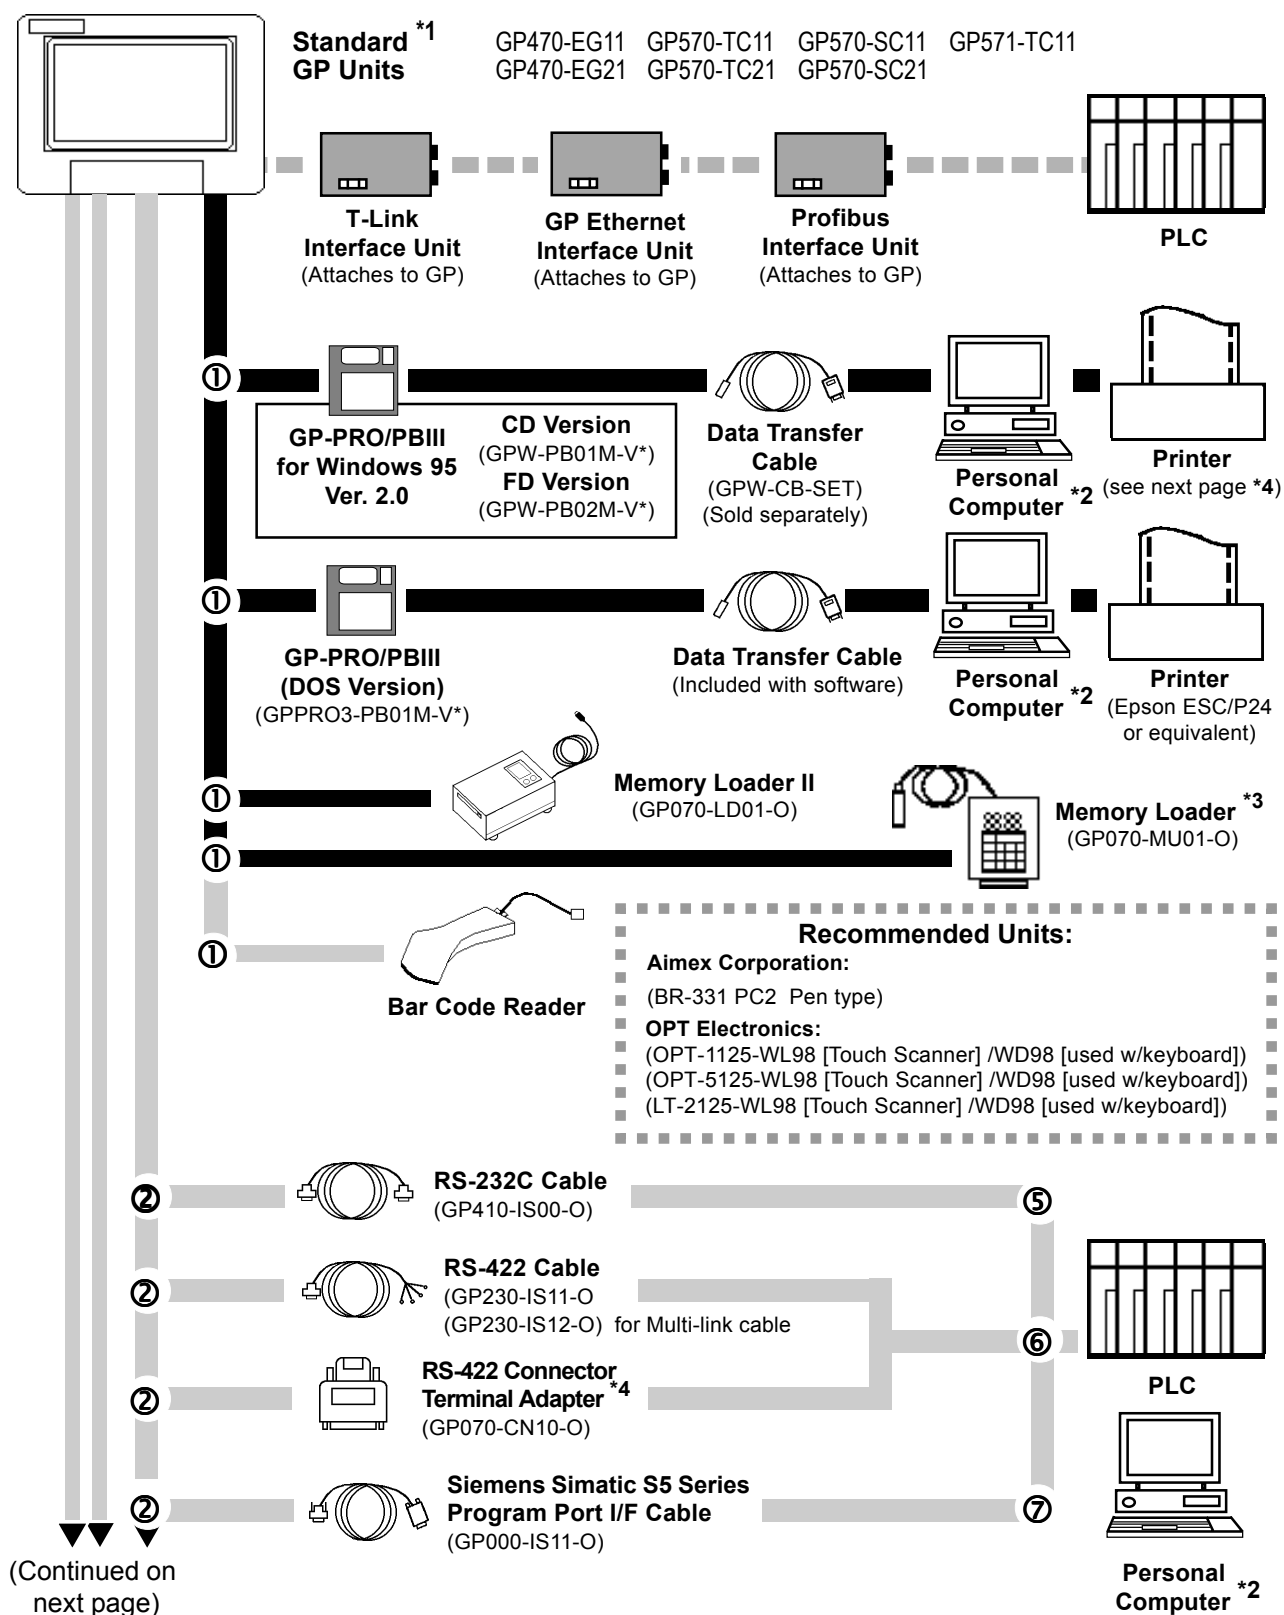 Standard *1 GP470-EG11 GP570-TC11 GP570-SC11 GP571-TC11
GP Units GP470-EG21 GP570-TC21 GP570-SC21
T-Link
Interface Unit
(Attaches to GP)
GP Ethernet
Interface Unit
(Attaches to GP)
Profibus
Interface Unit
(Attaches to GP)
PLC
①
GP-PRO/PBIII
for Windows 95
Ver. 2.0
CD Version
(GPW-PB01M-V*)
FD Version
(GPW-PB02M-V*)
Data Transfer
Cable
(GPW-CB-SET)
(Sold separately)
Personal
Computer *2
Printer
(see next page *4)
①
GP-PRO/PBIII
(DOS Version)
(GPPRO3-PB01M-V*)
Data Transfer Cable
(Included with software)
Personal
Computer *2
Printer
(Epson ESC/P24
or equivalent)
①
Memory Loader II
(GP070-LD01-O)
①
Memory Loader *3
(GP070-MU01-O)
①
Bar Code Reader
Recommended Units:
Aimex Corporation:
(BR-331 PC2 Pen type)
OPT Electronics:
(OPT-1125-WL98 [Touch Scanner] /WD98 [used w/keyboard])
(OPT-5125-WL98 [Touch Scanner] /WD98 [used w/keyboard])
(LT-2125-WL98 [Touch Scanner] /WD98 [used w/keyboard])
②
RS-232C Cable
(GP410-IS00-O)
⑤
②
RS-422 Cable
(GP230-IS11-O
(GP230-IS12-O) for Multi-link cable
⑥
②
RS-422 Connector
Terminal Adapter *4
(GP070-CN10-O)
PLC
②
Siemens Simatic S5 Series
Program Port I/F Cable
(GP000-IS11-O)
⑦
Personal
Computer *2
(Continued on
next page)